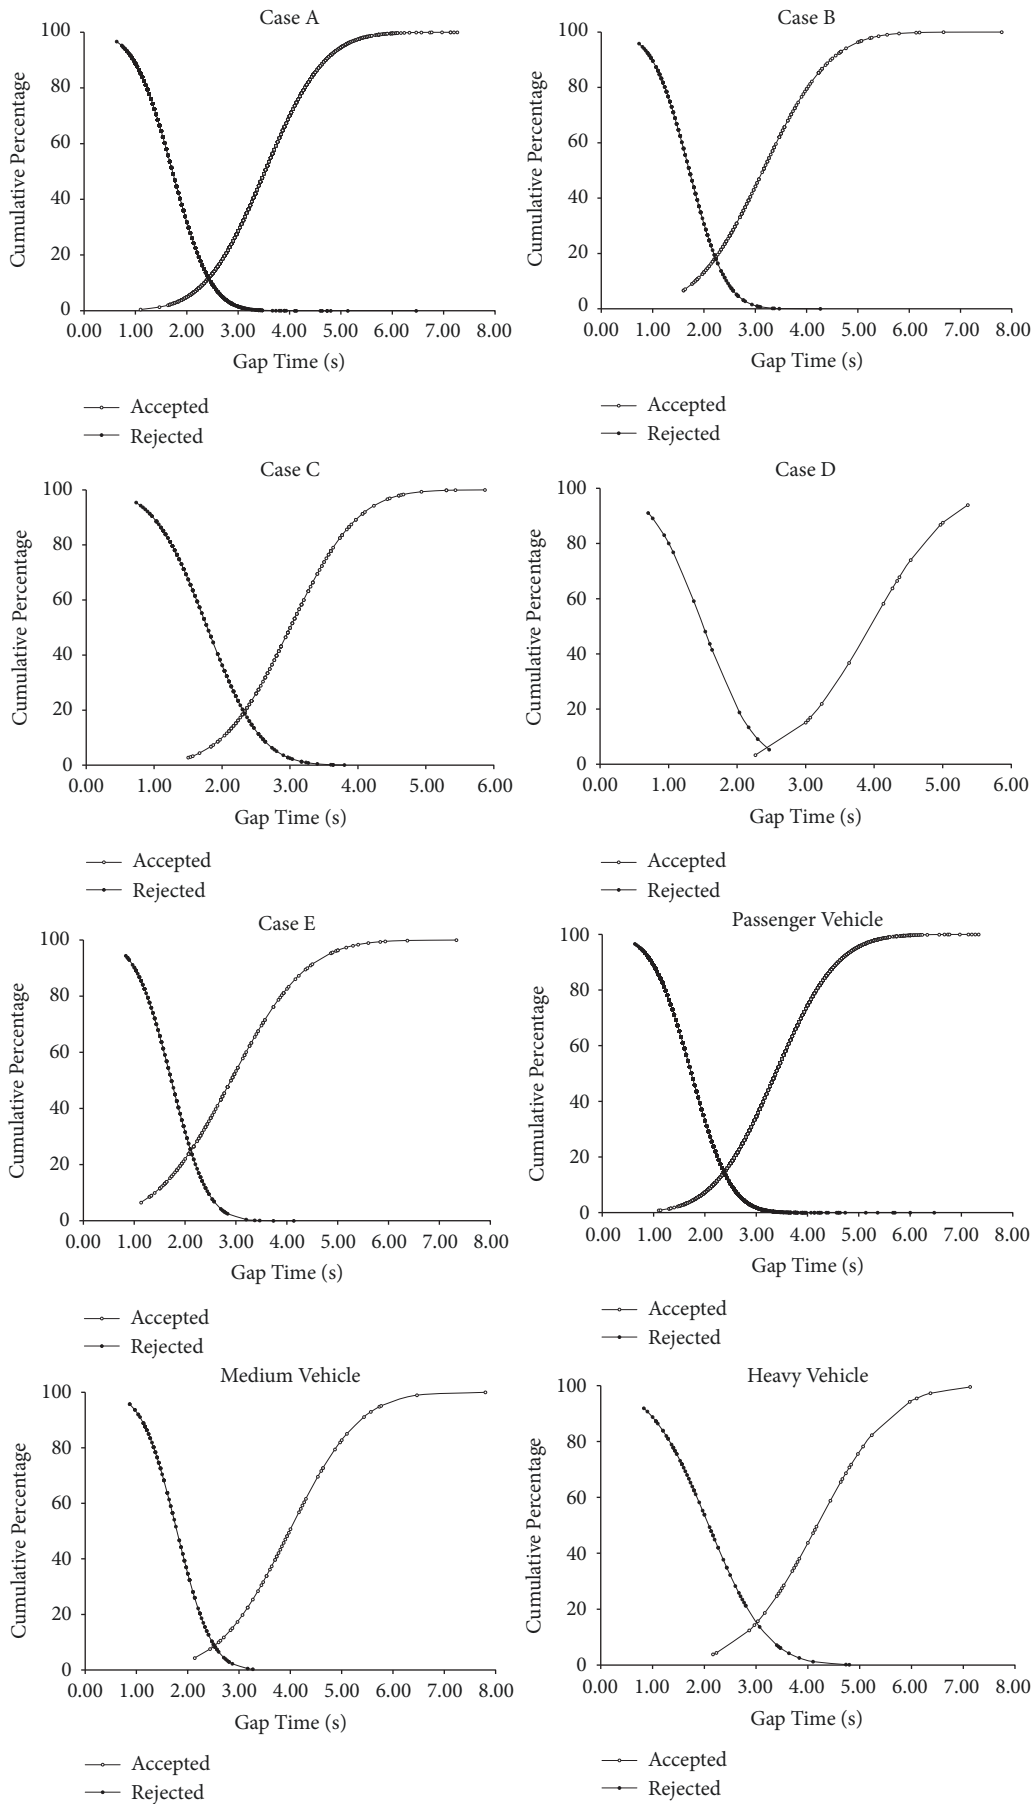 Case A
Cumulative Percentage
100
80
60
40
20
0
0.00 1.00 2.00 3.00 4.00 5.00 6.00 7.00 8.00
Gap Time (s)
Accepted
Rejected
Case B
Cumulative Percentage
100
80
60
40
20
0
0.00 1.00 2.00 3.00 4.00 5.00 6.00 7.00 8.00
Gap Time (s)
Accepted
Rejected
Case C
Cumulative Percentage
100
80
60
40
20
0
0.00 1.00 2.00 3.00 4.00 5.00 6.00
Gap Time (s)
Accepted
Rejected
Case D
Cumulative Percentage
100
80
60
40
20
0
0.00 1.00 2.00 3.00 4.00 5.00 6.00
Gap Time (s)
Accepted
Rejected
Case E
Cumulative Percentage
100
80
60
40
20
0
0.00 1.00 2.00 3.00 4.00 5.00 6.00 7.00 8.00
Gap Time (s)
Accepted
Rejected
Passenger Vehicle
Cumulative Percentage
100
80
60
40
20
0
0.00 1.00 2.00 3.00 4.00 5.00 6.00 7.00 8.00
Gap Time (s)
Accepted
Rejected
Medium Vehicle
Cumulative Percentage
100
80
60
40
20
0
0.00 1.00 2.00 3.00 4.00 5.00 6.00 7.00 8.00
Gap Time (s)
Accepted
Rejected
Heavy Vehicle
Cumulative Percentage
100
80
60
40
20
0
0.00 1.00 2.00 3.00 4.00 5.00 6.00 7.00 8.00
Gap Time (s)
Accepted
Rejected